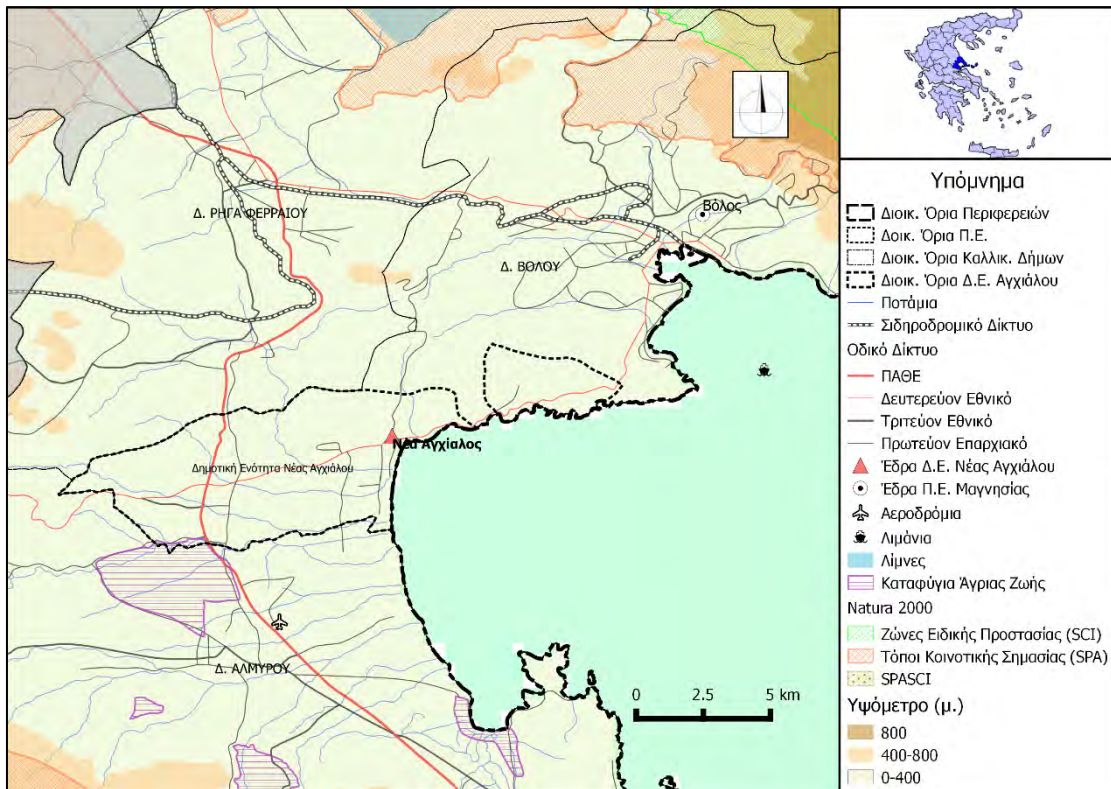 Βόλος
Δ. ΡΗΓΑ ΦΕΡΡΑΙΟΥ
Δ. ΒΟΛΟΥ
Νέα Αγχίαλος
Δημοτική Ενότητα Νέας Αγχιάλου
Δ. ΑΛΜΥΡΟΥ
0 2.5 5 km
Υπόμνημα
Διοικ. Όρια Περιφερειών
Δοικ. Όρια Π.Ε.
Διοικ. Όρια Καλλικ. Δήμων
Διοικ. Όρια Δ.Ε. Αγχιάλου
Ποτάμια
Σιδηροδρομικό Δίκτυο
Οδικό Δίκτυο
ΠΑΘΕ
Δευτερεύον Εθνικό
Τριτεύον Εθνικό
Πρωτεύον Επαρχιακό
Έδρα Δ.Ε. Νέας Αγχιάλου
Έδρα Π.Ε. Μαγνησίας
Αεροδρόμια
Λιμάνια
Λίμνες
Καταφύγια Άγριας Ζωής
Natura 2000
Ζώνες Ειδικής Προστασίας (SCI)
Τόποι Κοινοτικής Σημασίας (SPA)
SPASCI
Υψόμετρο (μ.)
800
400-800
0-400